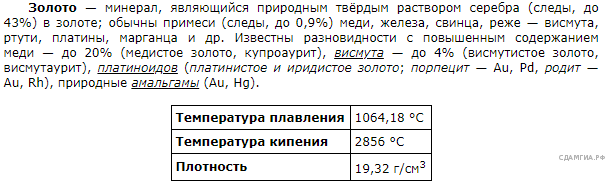 Золото — минерал, являющийся природным твёрдым раствором серебра (следы, до
43%) в золоте; обычны примеси (следы, до 0,9%) меди, железа, свинца, реже — висмута,
ртути, платины, марганца и др. Известны разновидности с повышенным содержанием
меди — до 20% (медистое золото, купроаурит), висмута — до 4% (висмутистое золото,
висмутаурит), платиноидов (платинистое и иридистое золото; порпецит — Au, Pd, родит —
Au, Rh), природные амальгамы (Au, Hg).
Температура плавления 1064,18 °C
Температура кипения 2856 °C
Плотность 19,32 г/см³
СДАМГИА.РФ